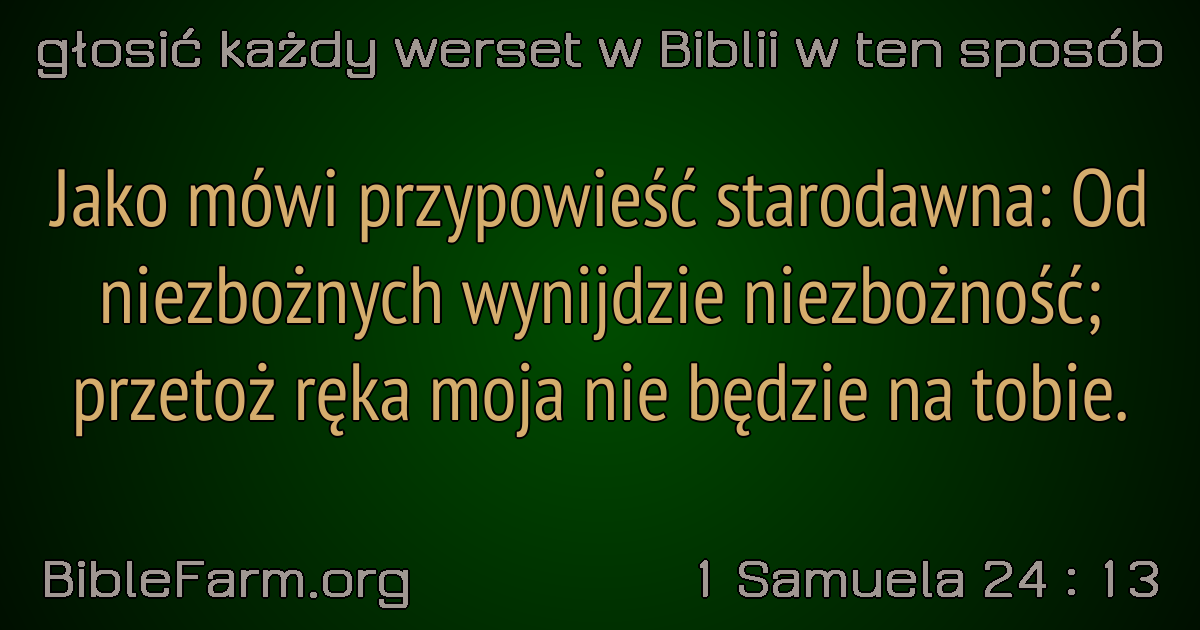 głosić każdy werset w Biblii w ten sposób
Jako mówi przypowieść starodawna: Od
niezbożnych wynijdzie niezbożność;
przetoż ręka moja nie będzie na tobie.
BibleFarm.org
1 Samuela 24 : 13